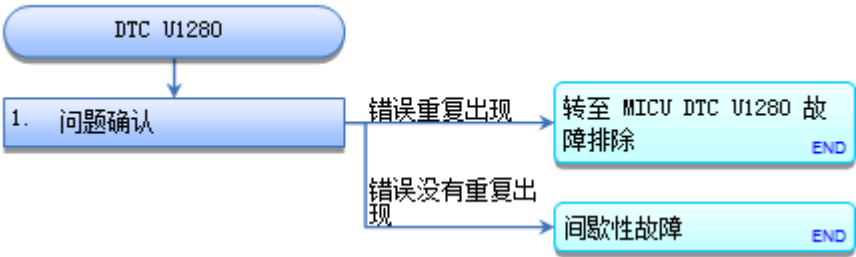 DTC U1280
1. 问题确认
错误重复出现
转至 MICU DTC U1280 故
障排除
END
错误没有重复出
现
间歇性故障
END